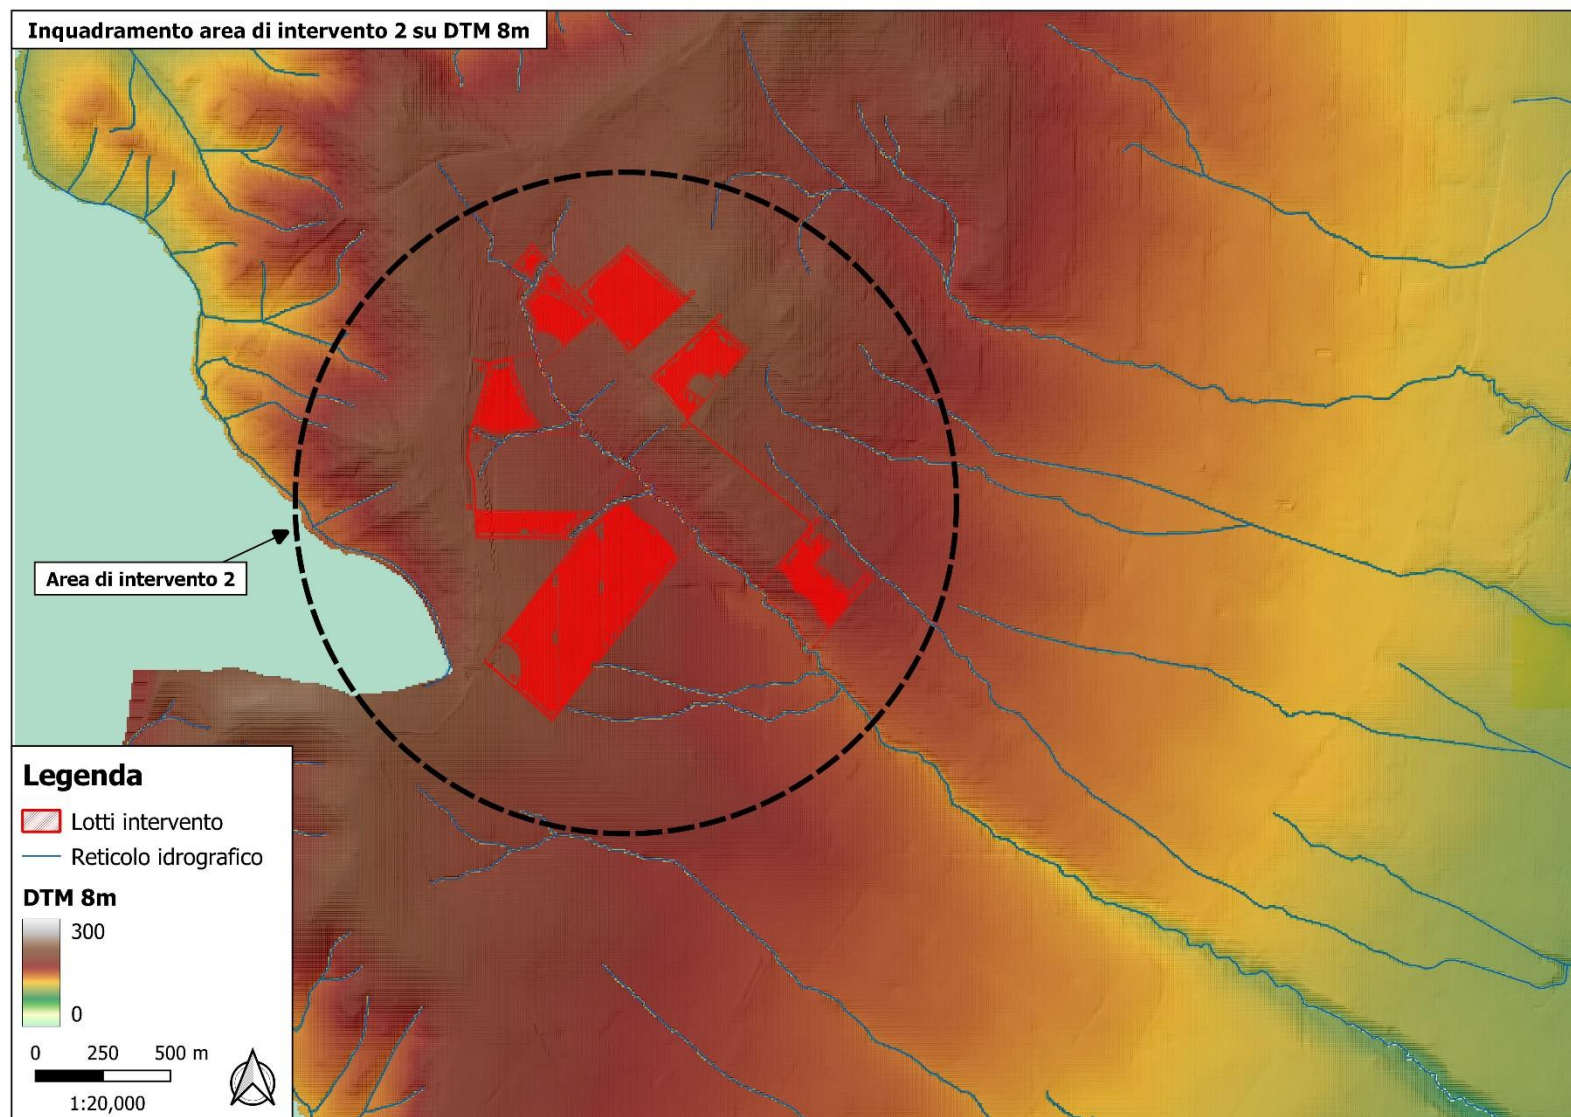 Inquadramento area di intervento 2 su DTM 8m
Area di intervento 2
Legenda
Lotti intervento
Reticolo idrografico
DTM 8m
300
0
0 250 500 m
1:20,000